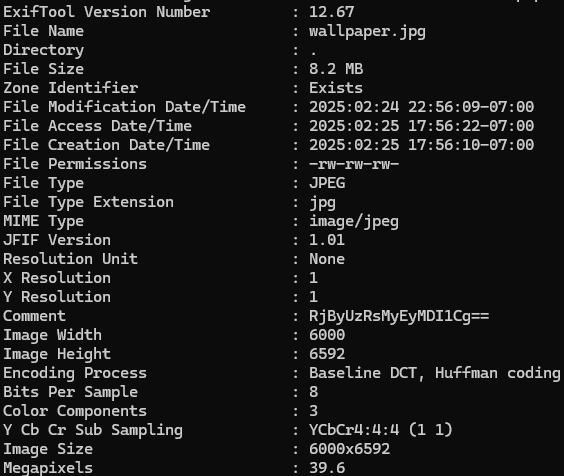 ExifTool Version Number : 12.67
File Name : wallpaper.jpg
Directory : .
File Size : 8.2 MB
Zone Identifier : Exists
File Modification Date/Time : 2025:02:24 22:56:09-07:00
File Access Date/Time : 2025:02:25 17:56:22-07:00
File Creation Date/Time : 2025:02:25 17:56:10-07:00
File Permissions : -rw-rw-rw-
File Type : JPEG
File Type Extension : jpg
MIME Type : image/jpeg
JFIF Version : 1.01
Resolution Unit : None
X Resolution : 1
Y Resolution : 1
Comment : RjByUzRsMyEyMDI1Cg==
Image Width : 6000
Image Height : 6592
Encoding Process : Baseline DCT, Huffman coding
Bits Per Sample : 8
Color Components : 3
Y Cb Cr Sub Sampling : YCbCr4:4:4 (1 1)
Image Size : 6000x6592
Megapixels : 39.6